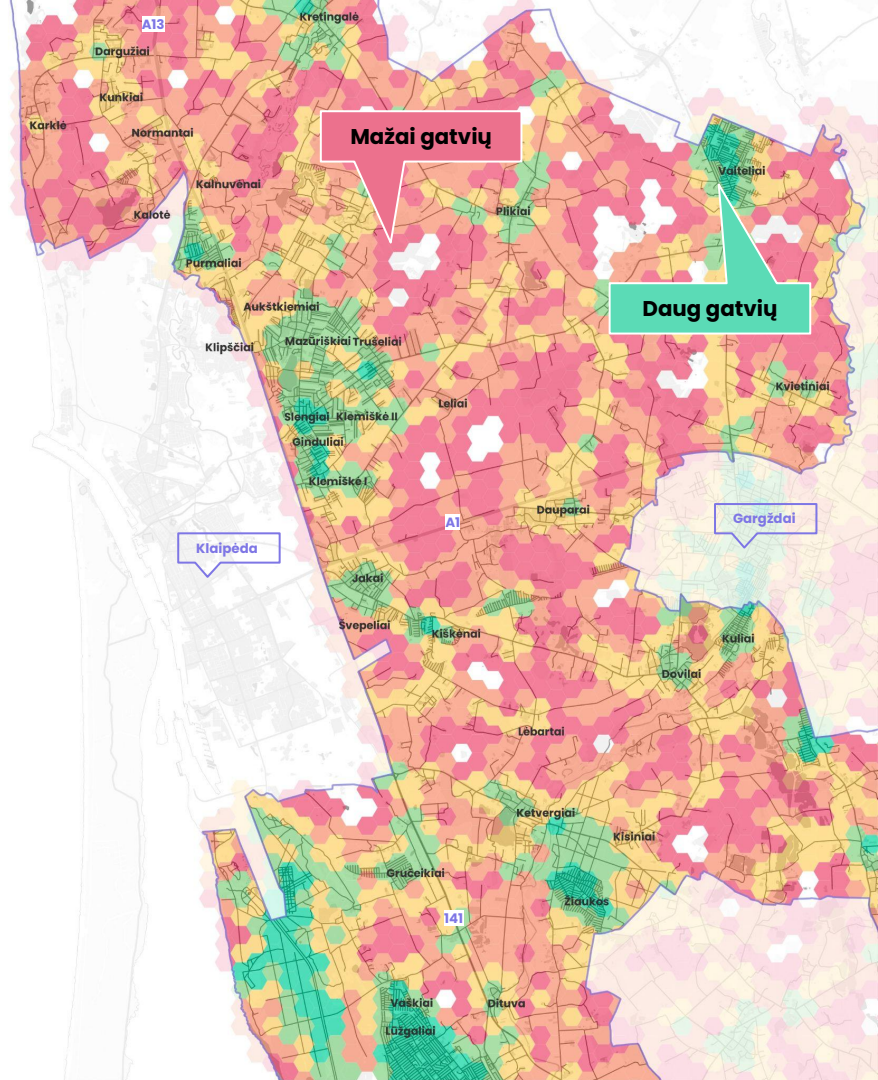 Kretingalė
A13
Dargužiai
Kunkiai
Karklė
Normantai
Mažai gatvių
Kalnuvėnai
Vaiteliai
Kalotė
Plikiai
Purmaliai
Aukštkiemiai
Daug gatvių
Klipščiai
Mazūriškiai
Trušeliai
Kvietiniai
Leliai
Slengiai
Klemiškė II
Ginduliai
Klemiškė I
Dauparai
A1
Gargždai
Klaipėda
Jakai
Švepeliai
Kiškėnai
Kuliai
Dovilai
Lėbartai
Ketvergiai
Kisiniai
Gručeikiai
Žiaukos
141
Vaškiai
Dituva
Lūžgaliai